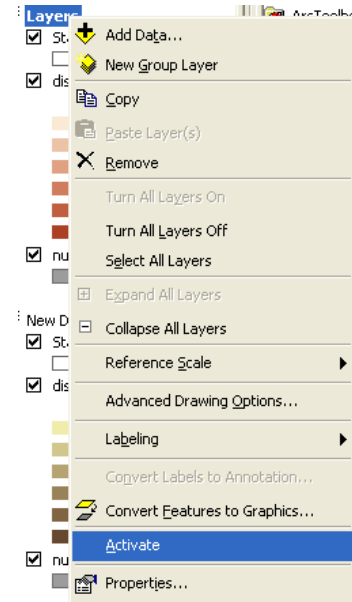 Layers
ArcToolb
St
Add Data...
New Group Layer
dis
Copy
Paste Layer(s)
Remove
Turn All Layers On
Turn All Layers Off
nu
Select All Layers
Expand All Layers
New D
Collapse All Layers
St
Reference Scale
dis
Advanced Drawing Options...
Labeling
Convert Labels to Annotation...
Convert Features to Graphics...
Activate
nu
Properties...